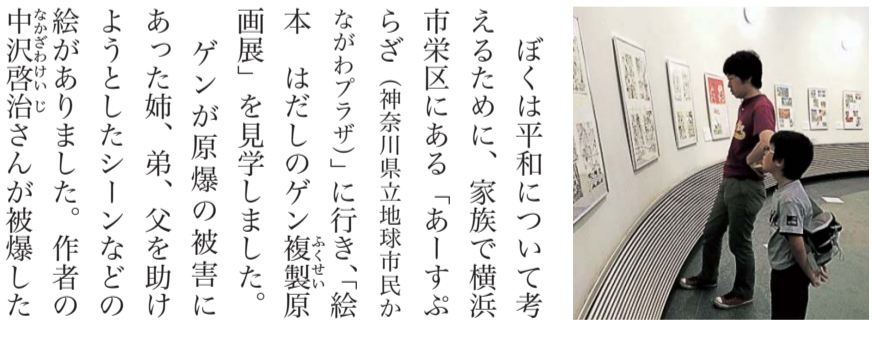 ぼくは平和について考
えるために、家族で横浜
市栄区にある「あーすぷ
らざ（神奈川県立地球市民か
ながわプラザ）」に行き、「絵
本　はだしのゲン複製原
画展」を見学しました。
　ゲンが原爆の被害に
あった姉、弟、父を助け
ようとしたシーンなどの
絵がありました。作者の
中沢啓治さんが被爆した